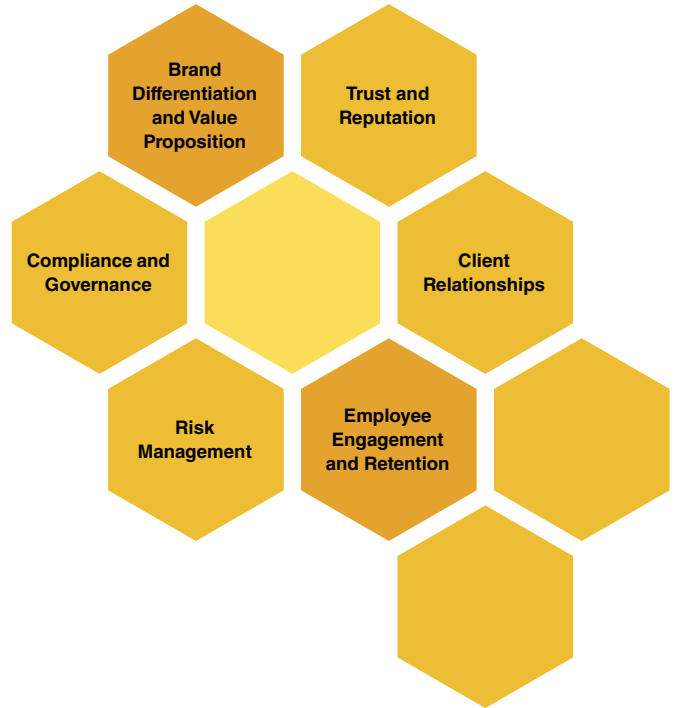 Brand
Differentiation
and Value
Proposition
Trust and
Reputation
Compliance and
Governance
Client
Relationships
Risk
Management
Employee
Engagement
and Retention